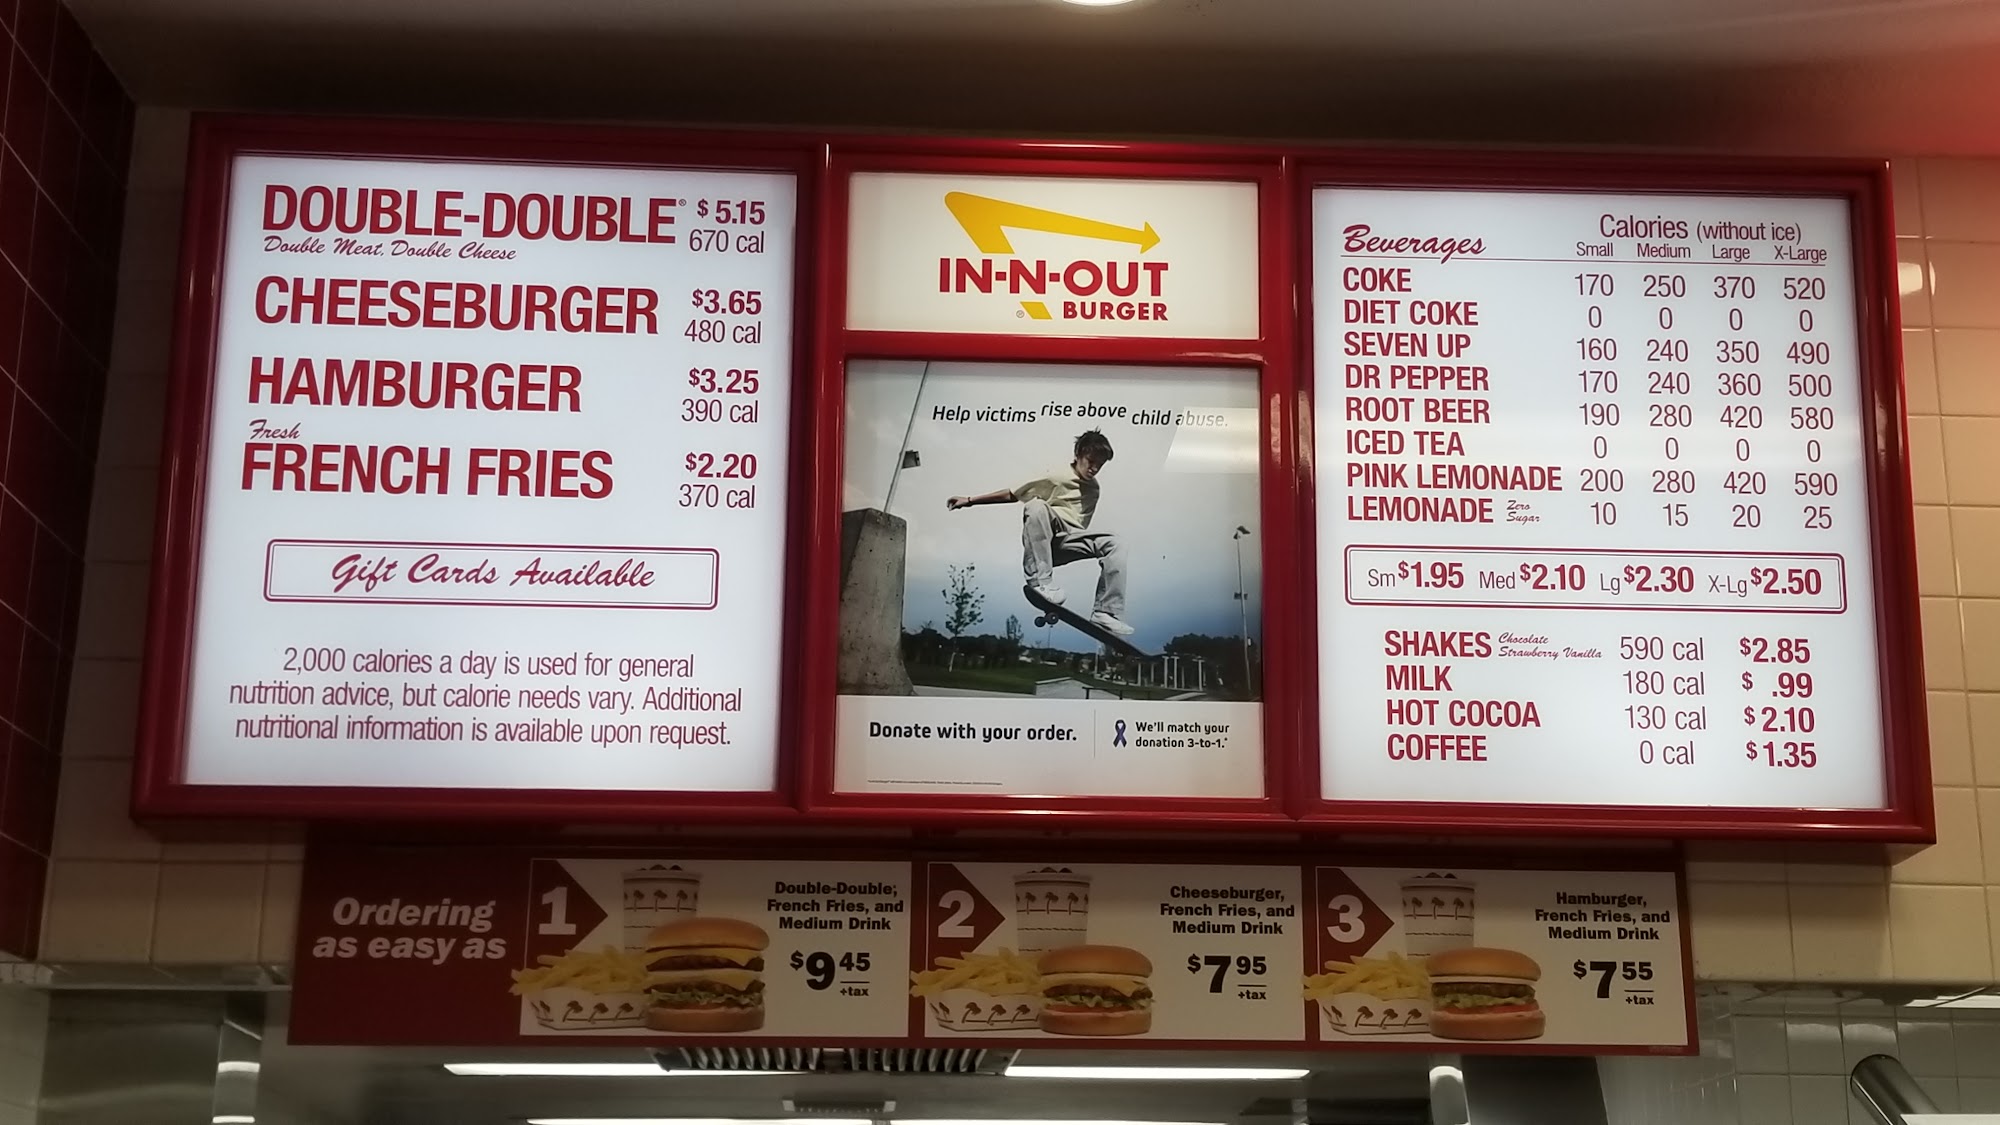 DOUBLE-DOUBLE® $5.15
Double Meat, Double Cheese 670 cal
CHEESEBURGER $3.65
480 cal
HAMBURGER $3.25
390 cal
Fresh
FRENCH FRIES $2.20
370 cal
Gift Cards Available
2,000 calories a day is used for general
nutrition advice, but calorie needs vary. Additional
nutritional information is available upon request.
IN-N-OUT
® BURGER
Help victims rise above child abuse.
Donate with your order.
We'll match your
donation 3-to-1.*
Beverages Calories (without ice)
Small Medium Large X-Large
COKE 170 250 370 520
DIET COKE 0 0 0 0
SEVEN UP 160 240 350 490
DR PEPPER 170 240 360 500
ROOT BEER 190 280 420 580
ICED TEA 0 0 0 0
PINK LEMONADE 200 280 420 590
LEMONADE Zero Sugar 10 15 20 25
Sm $1.95 Med $2.10 Lg $2.30 X-Lg $2.50
SHAKES Chocolate Strawberry Vanilla 590 cal $2.85
MILK 180 cal $ .99
HOT COCOA 130 cal $2.10
COFFEE 0 cal $1.35
Ordering
as easy as
1
Double-Double,
French Fries, and
Medium Drink
$9 45
+tax
2
Cheeseburger,
French Fries, and
Medium Drink
$7 95
+tax
3
Hamburger,
French Fries, and
Medium Drink
$7 55
+tax